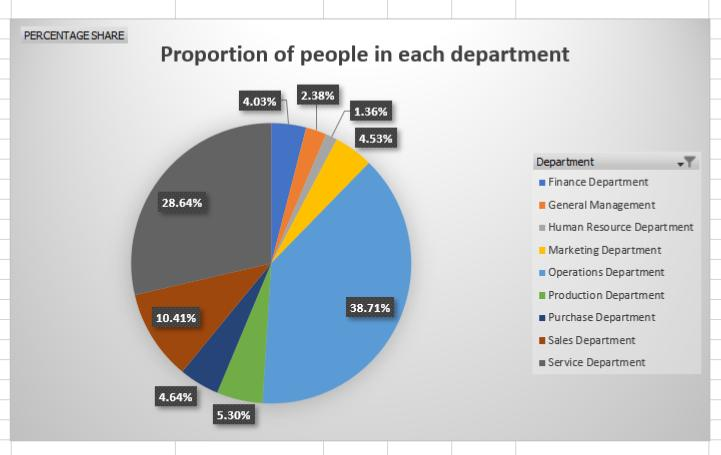 PERCENTAGE SHARE
Proportion of people in each department
4.03%
2.38%
1.36%
4.53%
28.64%
38.71%
10.41%
4.64%
5.30%
Department
Finance Department
General Management
Human Resource Department
Marketing Department
Operations Department
Production Department
Purchase Department
Sales Department
Service Department